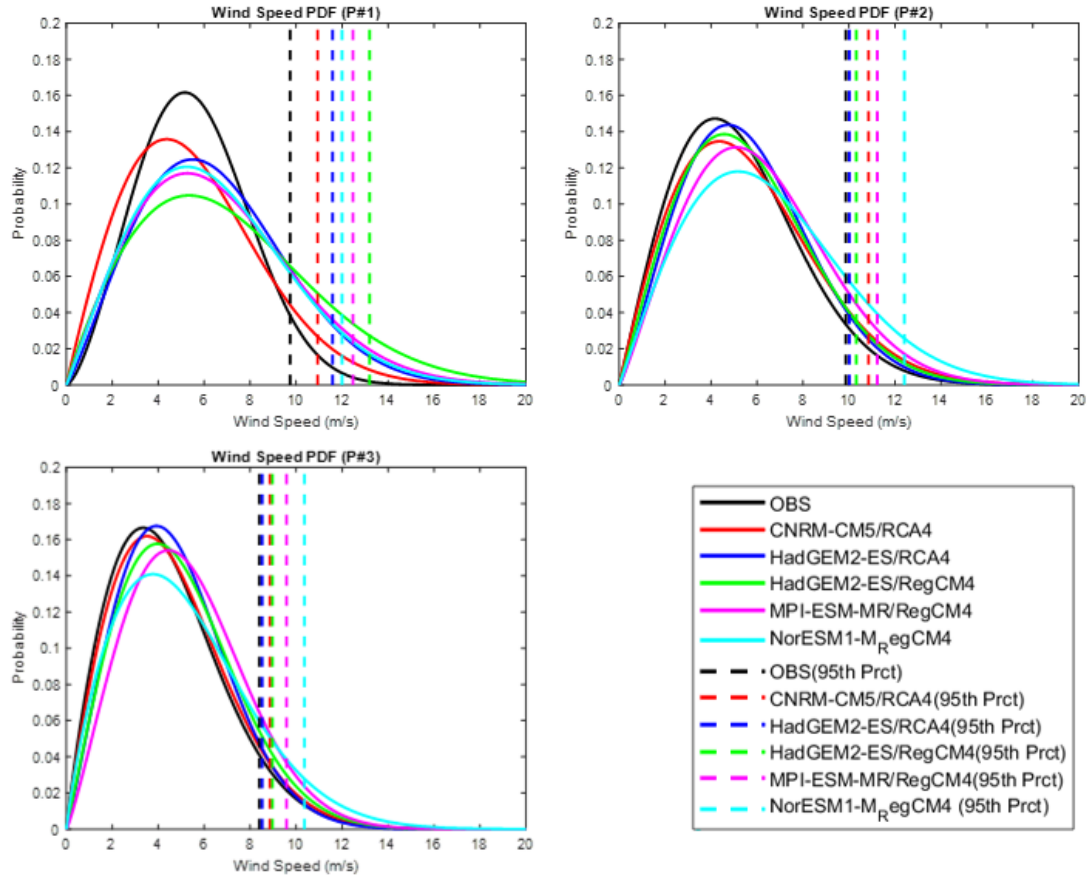 Wind Speed PDF (P#1)
0.2
0.18
0.16
0.14
0.12
0.1
0.08
0.06
0.04
0.02
0
Probability
0 2 4 6 8 10 12 14 16 18 20
Wind Speed (m/s)
Wind Speed PDF (P#2)
0.2
0.18
0.16
0.14
0.12
0.1
0.08
0.06
0.04
0.02
0
Probability
0 2 4 6 8 10 12 14 16 18 20
Wind Speed (m/s)
Wind Speed PDF (P#3)
0.2
0.18
0.16
0.14
0.12
0.1
0.08
0.06
0.04
0.02
0
Probability
0 2 4 6 8 10 12 14 16 18 20
Wind Speed (m/s)
OBS
CNRM-CM5/RCA4
HadGEM2-ES/RCA4
HadGEM2-ES/RegCM4
MPI-ESM-MR/RegCM4
NorESM1-M_RegCM4
OBS(95th Prct)
CNRM-CM5/RCA4(95th Prct)
HadGEM2-ES/RCA4(95th Prct)
HadGEM2-ES/RegCM4(95th Prct)
MPI-ESM-MR/RegCM4(95th Prct)
NorESM1-M_RegCM4 (95th Prct)